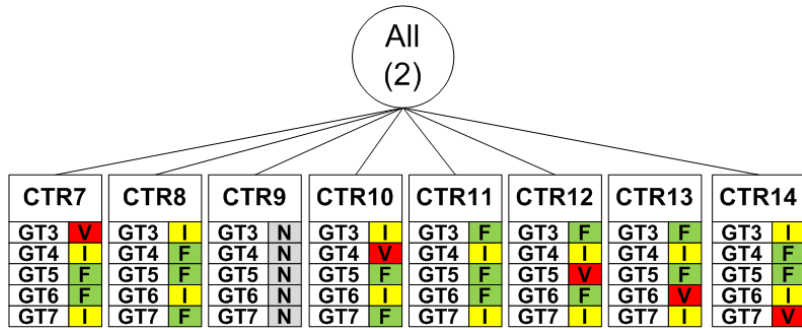 All
(2)
CTR7 CTR8 CTR9 CTR10 CTR11 CTR12 CTR13 CTR14
GT3 V GT3 I GT3 N GT3 I GT3 F GT3 F GT3 F GT3 I
GT4 I GT4 F GT4 N GT4 V GT4 I GT4 I GT4 I GT4 F
GT5 F GT5 F GT5 N GT5 F GT5 F GT5 V GT5 F GT5 F
GT6 F GT6 I GT6 N GT6 I GT6 F GT6 F GT6 V GT6 I
GT7 I GT7 F GT7 N GT7 F GT7 I GT7 I GT7 I GT7 V